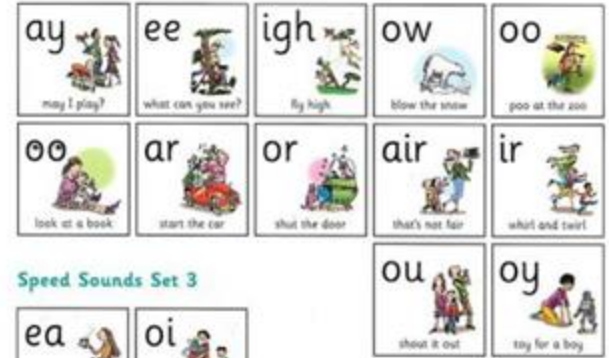 ay
may I play?
ee
what can you see?
igh
fly high
ow
blow the snow
oo
poo at the zoo
oo
look at a book
ar
start the car
or
shut the door
air
that's not fair
ir
whirl and twirl
ou
shout it out
oy
toy for a boy
Speed Sounds Set 3
ea
oi